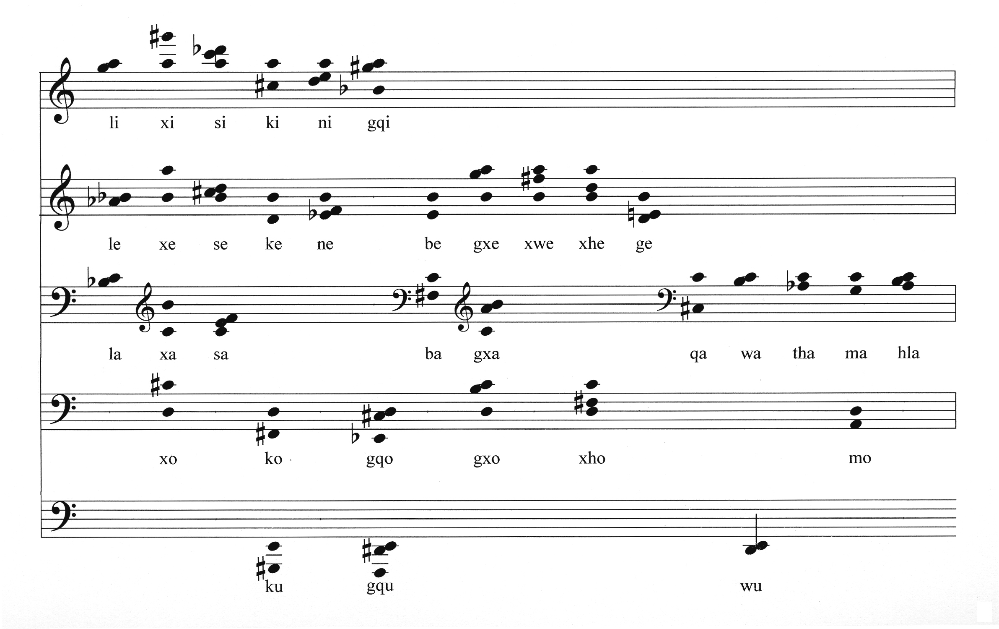 li xi si ki ni gqi
le xe se ke ne be gxe xwe xhe ge
la xa sa ba gxa qa wa tha ma hla
xo ko gqo gxo xho mo
ku gqu wu